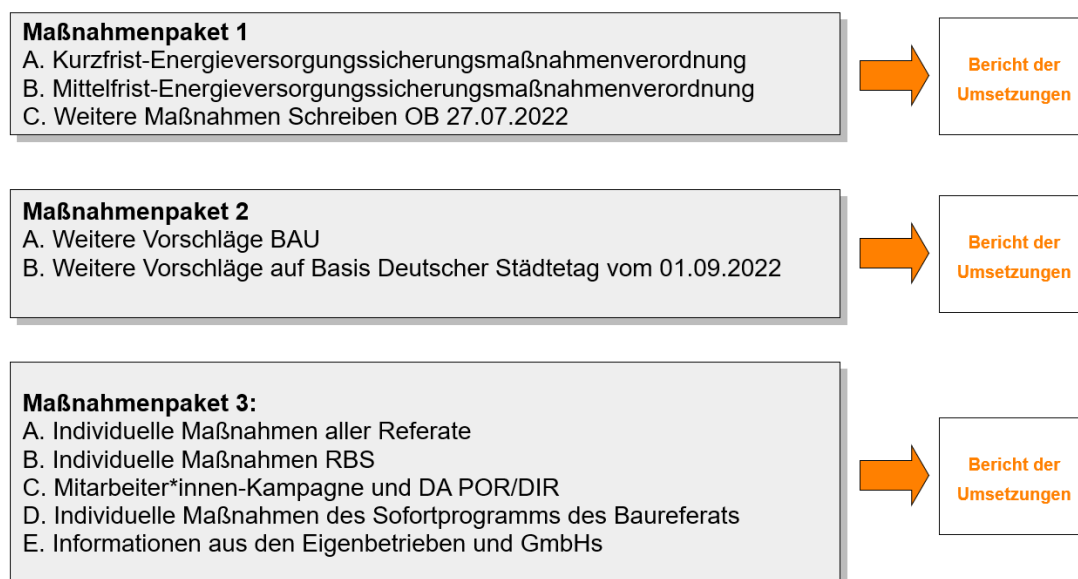 Maßnahmenpaket 1
A. Kurzfrist-Energieversorgungssicherungsmaßnahmenverordnung
B. Mittelfrist-Energieversorgungssicherungsmaßnahmenverordnung
C. Weitere Maßnahmen Schreiben OB 27.07.2022
Bericht der
Umsetzungen
Maßnahmenpaket 2
A. Weitere Vorschläge BAU
B. Weitere Vorschläge auf Basis Deutscher Städtetag vom 01.09.2022
Bericht der
Umsetzungen
Maßnahmenpaket 3:
A. Individuelle Maßnahmen aller Referate
B. Individuelle Maßnahmen RBS
C. Mitarbeiter*innen-Kampagne und DA POR/DIR
D. Individuelle Maßnahmen des Sofortprogramms des Baureferats
E. Informationen aus den Eigenbetrieben und GmbHs
Bericht der
Umsetzungen